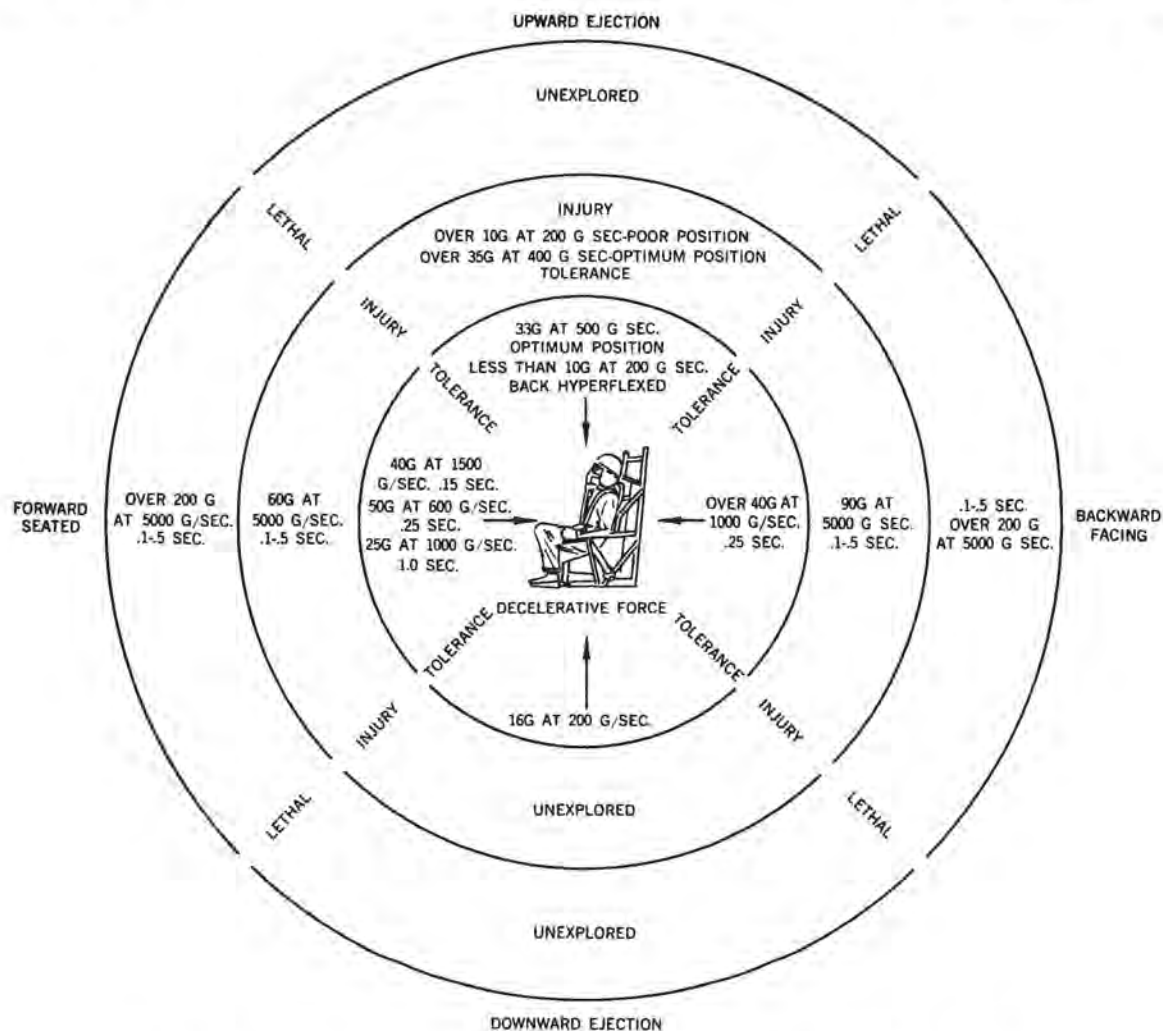 UPWARD EJECTION
UNEXPLORED
LETHAL
LETHAL
INJURY
OVER 10G AT 200 G SEC-POOR POSITION
OVER 35G AT 400 G SEC-OPTIMUM POSITION
TOLERANCE
INJURY
INJURY
33G AT 500 G SEC.
OPTIMUM POSITION
LESS THAN 10G AT 200 G SEC.
BACK HYPERFLEXED
TOLERANCE
TOLERANCE
FORWARD
SEATED
OVER 200 G
AT 5000 G/SEC.
.1-.5 SEC.
60G AT
5000 G/SEC.
.1-.5 SEC.
40G AT 1500
G/SEC. .15 SEC.
50G AT 600 G/SEC.
.25 SEC.
25G AT 1000 G/SEC.
1.0 SEC.
OVER 40G AT
1000 G/SEC.
.25 SEC.
90G AT
5000 G SEC.
.1-.5 SEC.
.1-.5 SEC.
OVER 200 G
AT 5000 G SEC.
BACKWARD
FACING
DECELERATIVE FORCE
TOLERANCE
TOLERANCE
16G AT 200 G/SEC.
INJURY
INJURY
UNEXPLORED
LETHAL
LETHAL
UNEXPLORED
DOWNWARD EJECTION